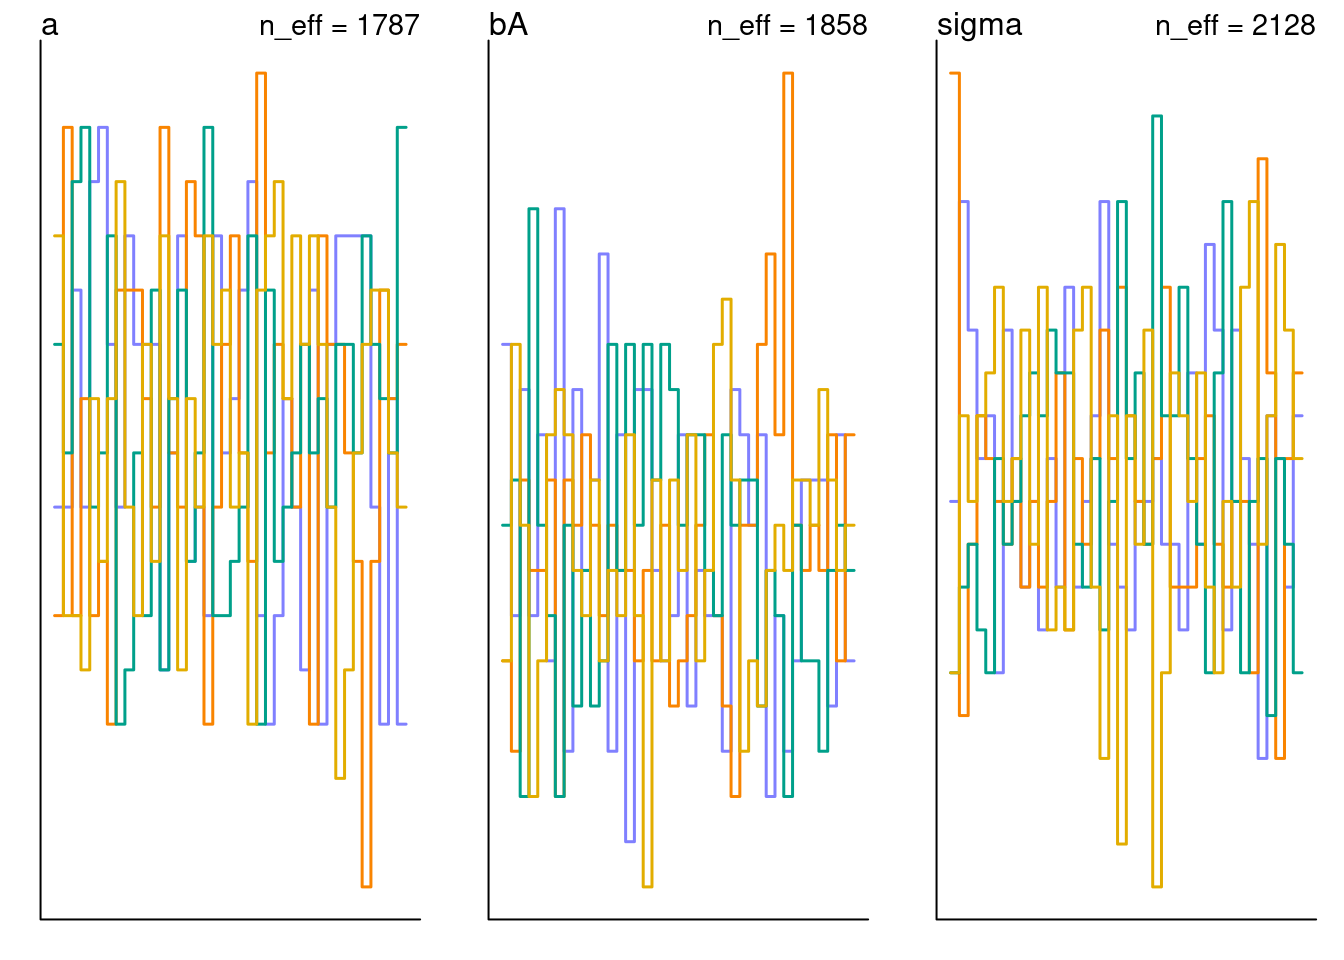 a n_eff = 1787
bA n_eff = 1858
sigma n_eff = 2128